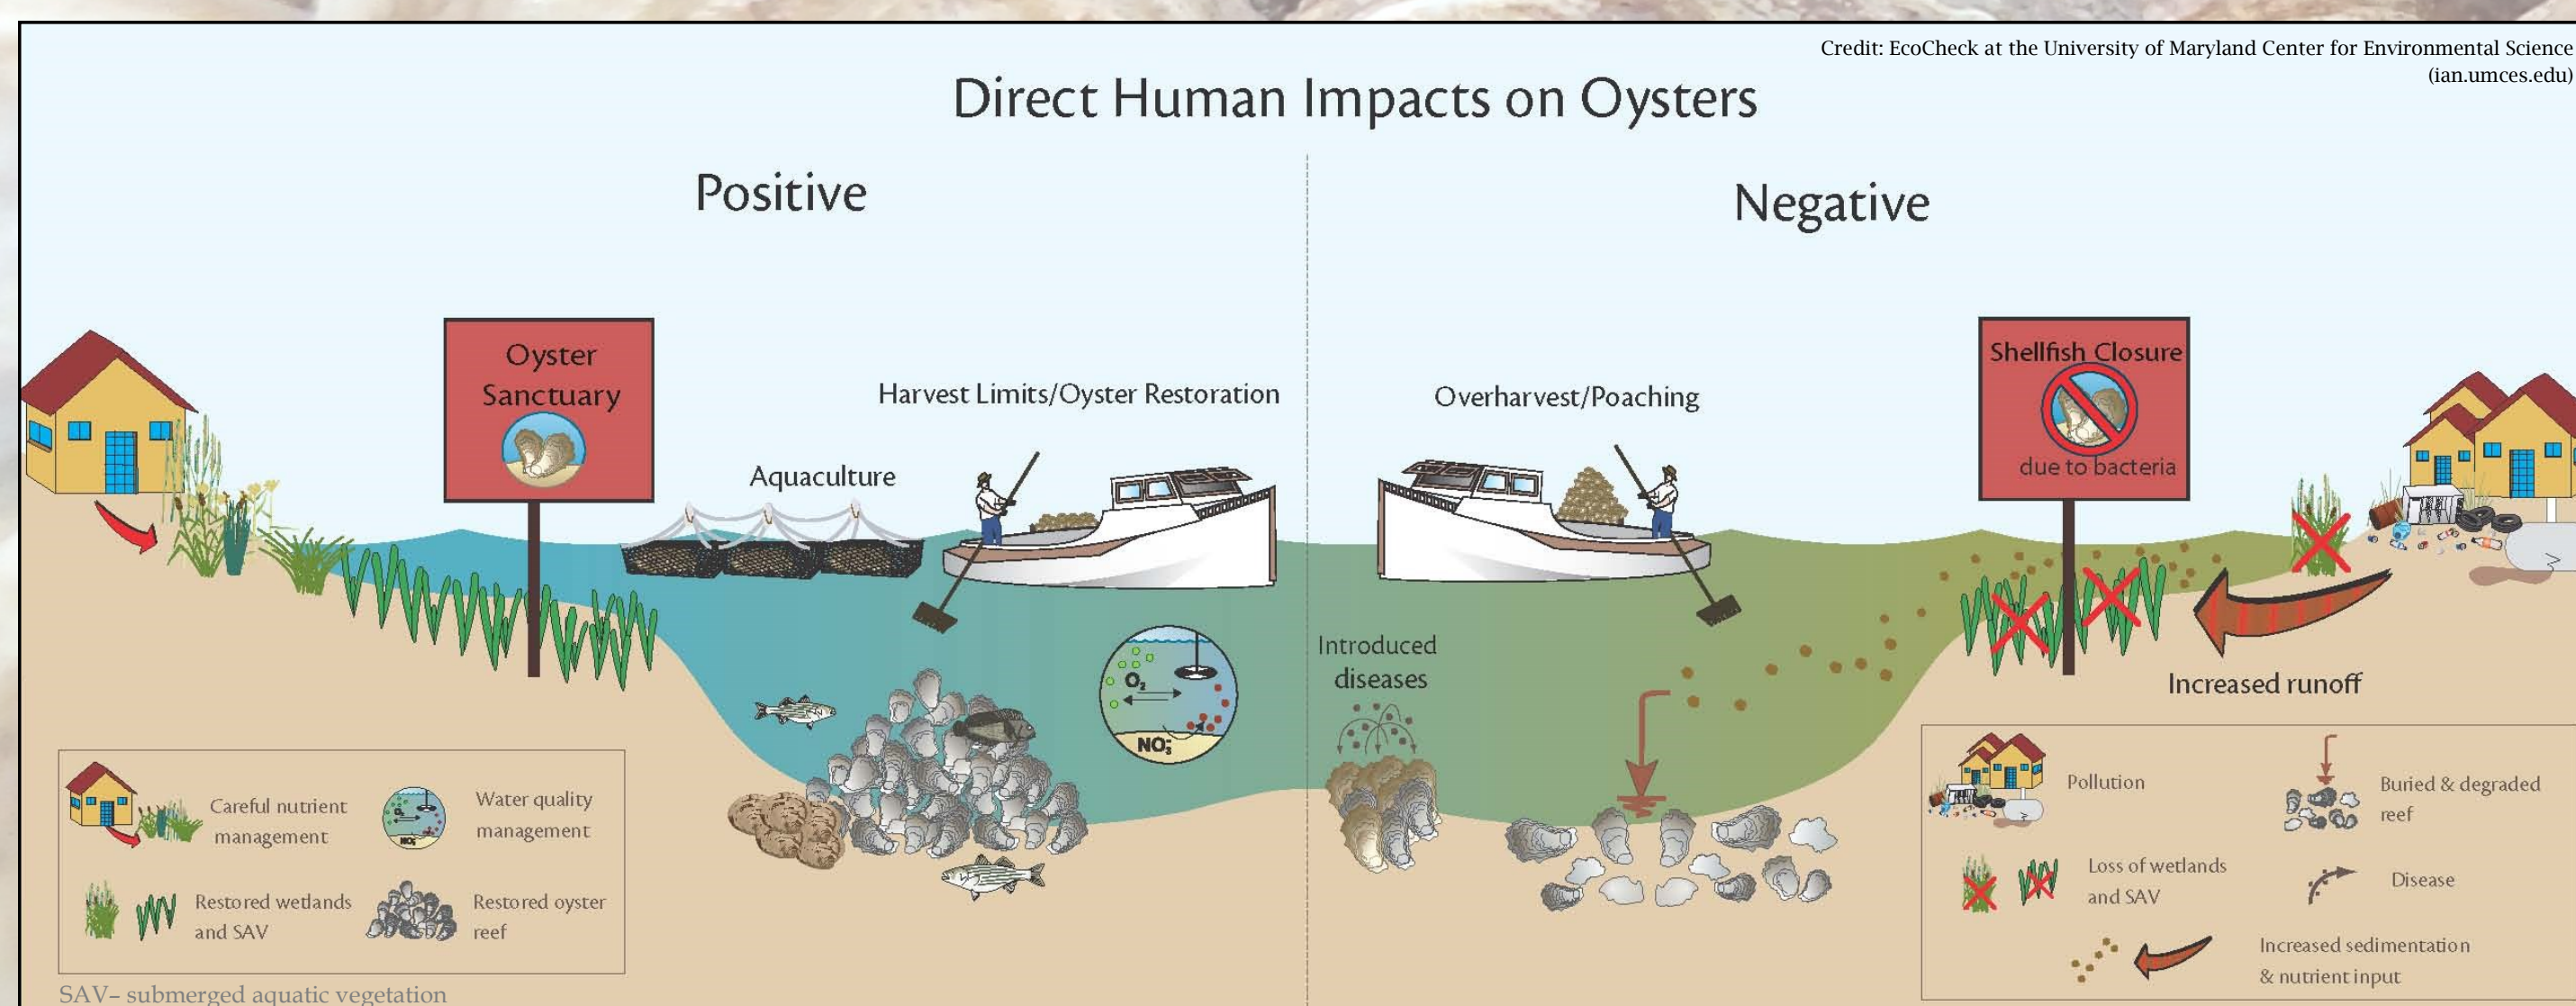 Credit: EcoCheck at the University of Maryland Center for Environmental Science
(ian.umces.edu)
Direct Human Impacts on Oysters
Positive
Negative
Oyster
Sanctuary
Aquaculture
Harvest Limits/Oyster Restoration
Overharvest/Poaching
Shellfish Closure
due to bacteria
O₂
NO₃⁻
Introduced
diseases
Increased runoff
Careful nutrient
management
O₂
NO₃⁻
Water quality
management
Restored wetlands
and SAV
Restored oyster
reef
SAV– submerged aquatic vegetation
Pollution
Buried & degraded
reef
Loss of wetlands
and SAV
Disease
Increased sedimentation
& nutrient input